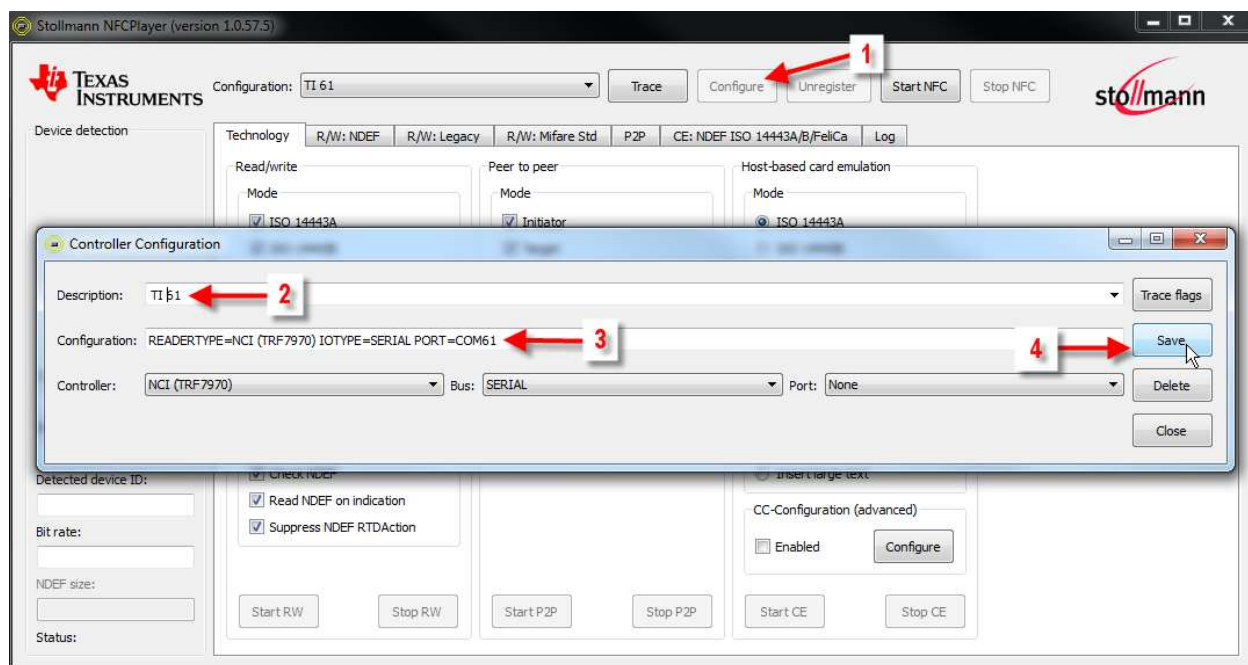 Stollmann NFCPlayer (version 1.0.57.5)
TEXAS
INSTRUMENTS
Configuration: TI 61 Trace Configure Unregister Start NFC Stop NFC
stollmann
1
Device detection
Technology R/W: NDEF R/W: Legacy R/W: Mifare Std P2P CE: NDEF ISO 14443A/B/FeliCa Log
Read/write Peer to peer Host-based card emulation
Mode Mode Mode
ISO 14443A Initiator ISO 14443A
Controller Configuration
Description: TI 61 2 Trace flags
Configuration: READERTYPE=NCI (TRF7970) IOTYPE=SERIAL PORT=COM61 3 4 Save
Controller: NCI (TRF7970) Bus: SERIAL Port: None Delete
Close
Detected device ID: Check NDEF Insert large text
Read NDEF on indication
CC-Configuration (advanced)
Bit rate: Suppress NDEF RTDAction
Enabled Configure
NDEF size:
Start RW Stop RW Start P2P Stop P2P Start CE Stop CE
Status: